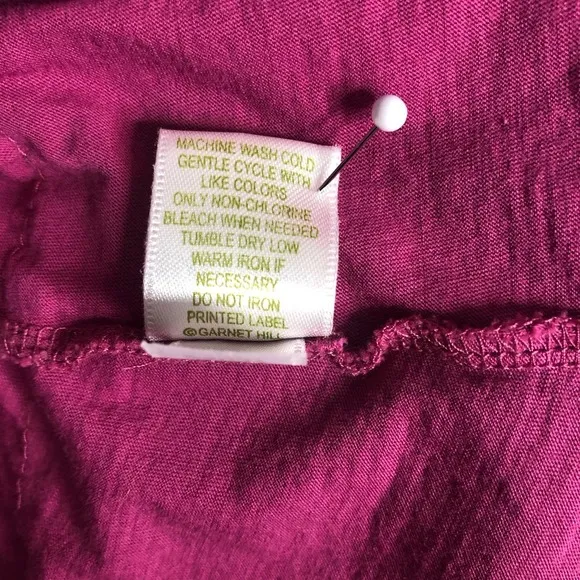 MACHINE WASH COLD
GENTLE CYCLE WITH
LIKE COLORS
ONLY NON-CHLORINE
BLEACH WHEN NEEDED
TUMBLE DRY LOW
WARM IRON IF
NECESSARY
DO NOT IRON
PRINTED LABEL
©GARNET HILL